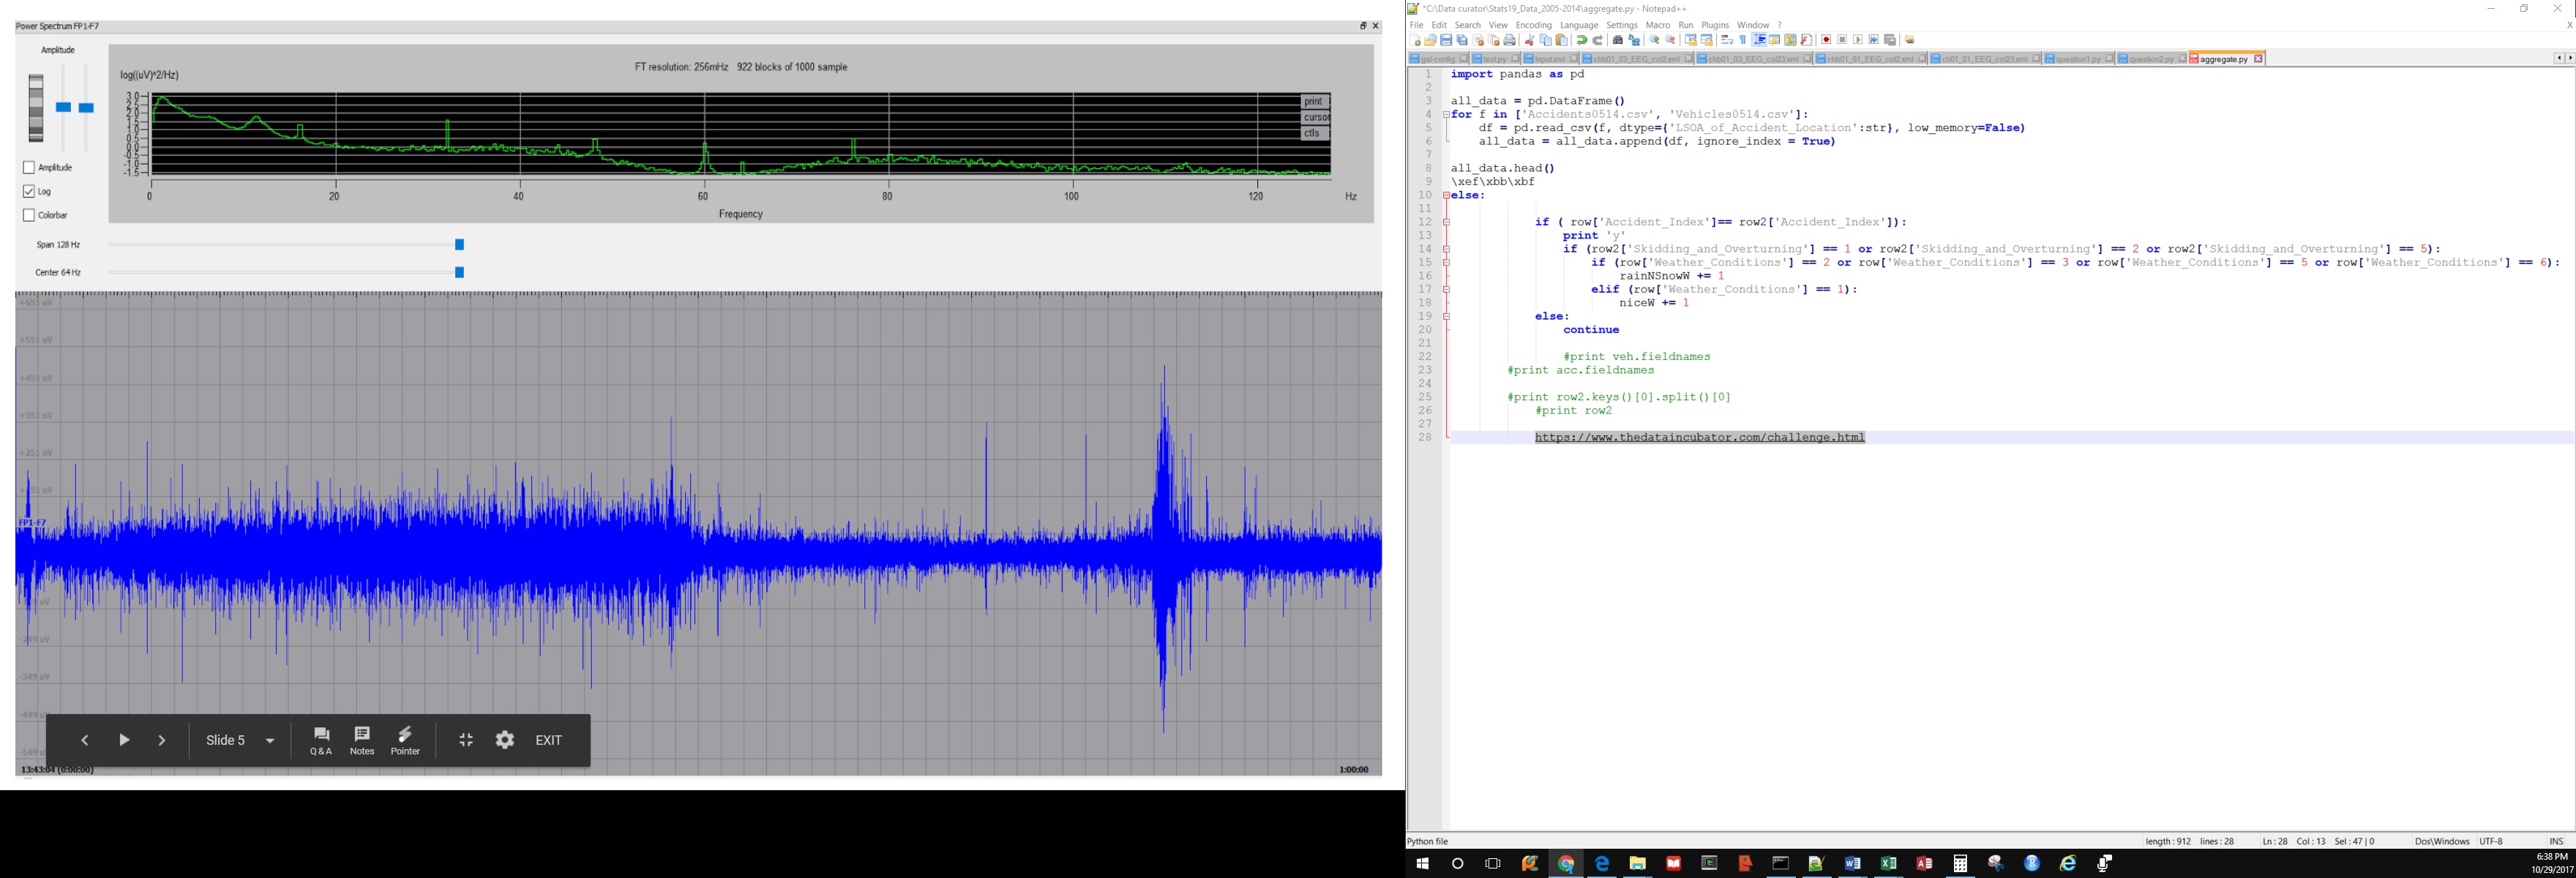 Power Spectrum FP1-F7
Amplitude
Amplitude
Log
Colorbar
Span 128 Hz
Center 64 Hz
log((uV)^2/Hz)
FT resolution: 256mHz   922 blocks of 1000 sample
3.0
2.5
2.0
1.5
1.0
0.5
0.0
-0.5
-1.0
-1.5
print
cursor
ctls
0 20 40 60 80 100 120 Hz
Frequency
+651 uV
+551 uV
+451 uV
+351 uV
+251 uV
FP1-F7
-249 uV
-349 uV
Slide 5
Q & A
Notes
Pointer
EXIT
13:43:04 (0:00:00)
1:00:00
*C:\Data curator\Stats19_Data_2005-2014\aggregate.py - Notepad++
File Edit Search View Encoding Language Settings Macro Run Plugins Window ?
X
gsl-config test.py input.xml chb01_03_EEG_col2.xml chb01_03_EEG_col23.xml chb01_01_EEG_col2.xml ch01_01_EEG_col23.xml question1.py question2.py aggregate.py
1 import pandas as pd
2
3 all_data = pd.DataFrame()
4 for f in ['Accidents0514.csv', 'Vehicles0514.csv']:
5     df = pd.read_csv(f, dtype={'LSOA_of_Accident_Location':str}, low_memory=False)
6     all_data = all_data.append(df, ignore_index = True)
7
8 all_data.head()
9 \xef\xbb\xbf
10 else:
11
12             if ( row['Accident_Index']== row2['Accident_Index']):
13                 print 'y'
14                 if (row2['Skidding_and_Overturning'] == 1 or row2['Skidding_and_Overturning'] == 2 or row2['Skidding_and_Overturning'] == 5):
15                     if (row['Weather_Conditions'] == 2 or row['Weather_Conditions'] == 3 or row['Weather_Conditions'] == 5 or row['Weather_Conditions'] == 6):
16                         rainNSnowW += 1
17                     elif (row['Weather_Conditions'] == 1):
18                         niceW += 1
19             else:
20                 continue
21
22                 #print veh.fieldnames
23         #print acc.fieldnames
24
25         #print row2.keys()[0].split()[0]
26             #print row2
27
28             https://www.thedataincubator.com/challenge.html
Python file
length : 912   lines : 28
Ln : 28   Col : 13   Sel : 47 | 0
Dos\Windows
UTF-8
INS
6:38 PM
10/29/2017